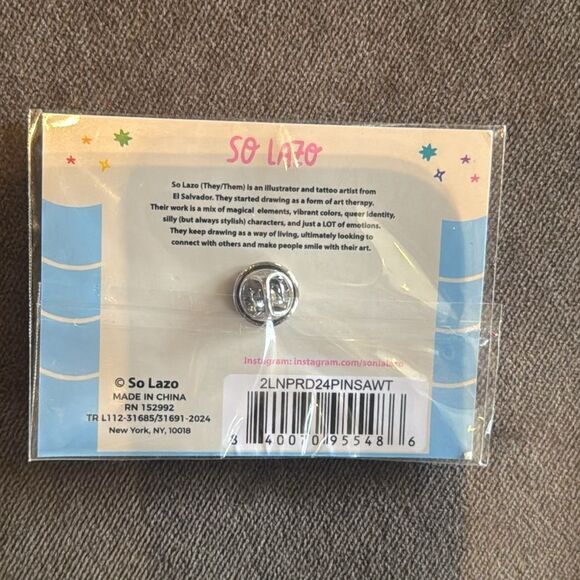 SO LAZO
So Lazo (They/Them) is an illustrator and tattoo artist from
El Salvador. They started drawing as a form of art therapy.
Their work is a mix of magical elements, vibrant colors, queer identity,
silly (but always stylish) characters, and just a LOT of emotions.
They keep drawing as a way of living, ultimately looking to
connect with others and make people smile with their art.
Instagram: instagram.com/sonialazo
© So Lazo
MADE IN CHINA
RN 152992
TR L112-31685/31691-2024
New York, NY, 10018
2LNPRD24PINSAWT
8 40070 95548 6